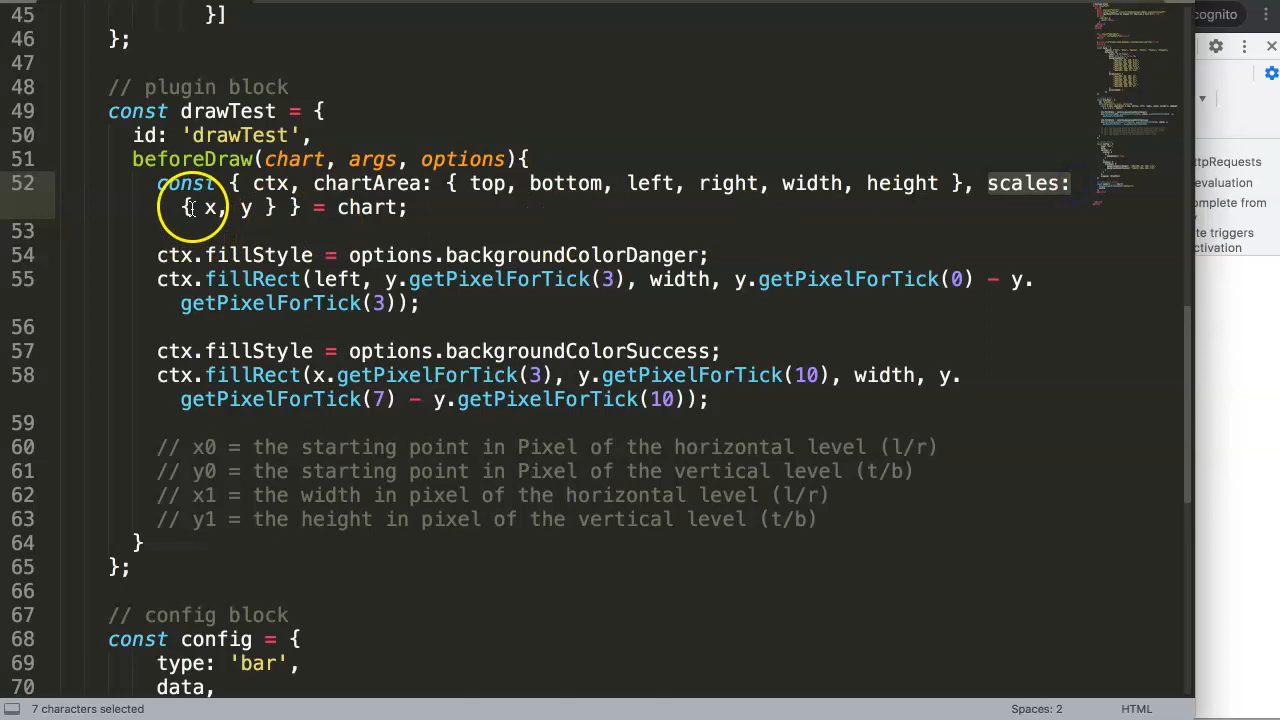 cognito
45 }]
46 };
47
48 // plugin block
49 const drawTest = {
50 id: 'drawTest',
51 beforeDraw(chart, args, options){
52 const { ctx, chartArea: { top, bottom, left, right, width, height }, scales:
{ x, y } } = chart;
53
54 ctx.fillStyle = options.backgroundColorDanger;
55 ctx.fillRect(left, y.getPixelForTick(3), width, y.getPixelForTick(0) - y.
getPixelForTick(3));
56
57 ctx.fillStyle = options.backgroundColorSuccess;
58 ctx.fillRect(x.getPixelForTick(3), y.getPixelForTick(10), width, y.
getPixelForTick(7) - y.getPixelForTick(10));
59
60 // x0 = the starting point in Pixel of the horizontal level (l/r)
61 // y0 = the starting point in Pixel of the vertical level (t/b)
62 // x1 = the width in pixel of the horizontal level (l/r)
63 // y1 = the height in pixel of the vertical level (t/b)
64 }
65 };
66
67 // config block
68 const config = {
69 type: 'bar',
70 data,
ttpRequests
evaluation
omplete from
te triggers
ctivation
7 characters selected
Spaces: 2
HTML